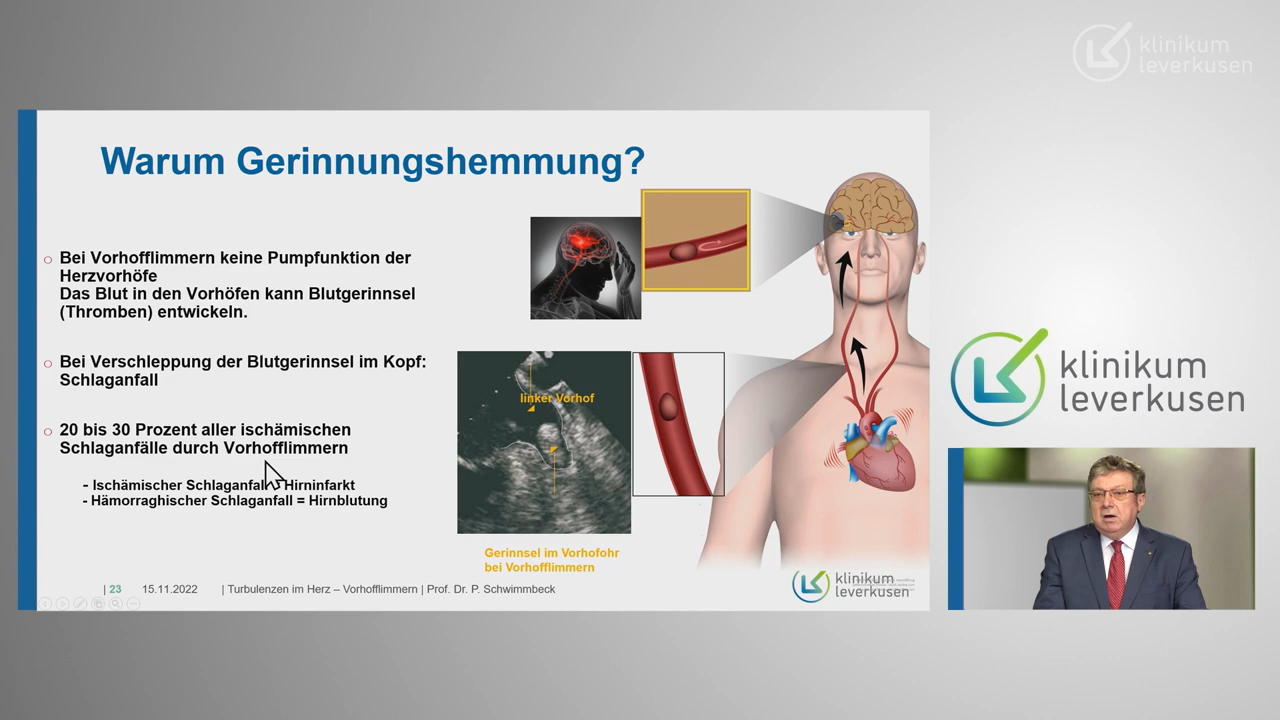 klinikum
leverkusen
Warum Gerinnungshemmung?
Bei Vorhofflimmern keine Pumpfunktion der
Herzvorhöfe
Das Blut in den Vorhöfen kann Blutgerinnsel
(Thromben) entwickeln.
Bei Verschleppung der Blutgerinnsel im Kopf:
Schlaganfall
20 bis 30 Prozent aller ischämischen
Schlaganfälle durch Vorhofflimmern
- Ischämischer Schlaganfall Hirninfarkt
- Hämorraghischer Schlaganfall = Hirnblutung
linker Vorhof
Gerinnsel im Vorhofohr
bei Vorhofflimmern
| 23 15.11.2022 | Turbulenzen im Herz – Vorhofflimmern | Prof. Dr. P. Schwimmbeck
klinikum
leverkusen
klinikum
leverkusen